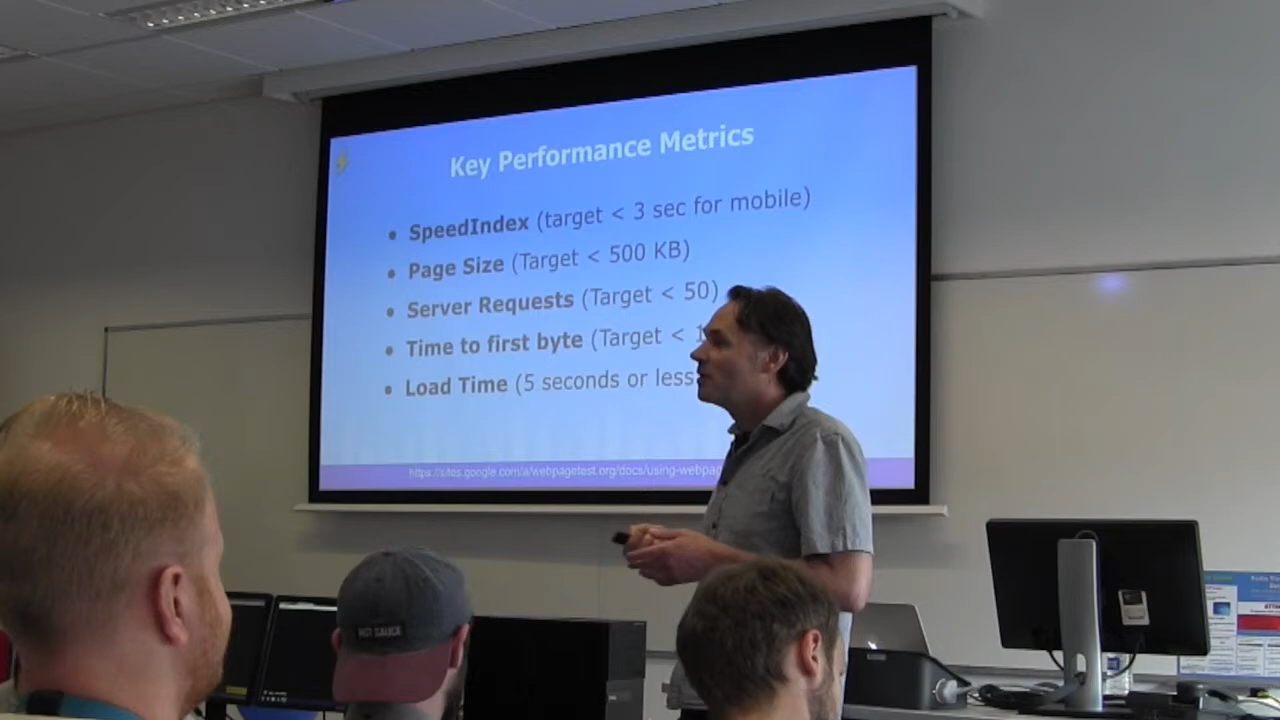 Key Performance Metrics
• SpeedIndex (target < 3 sec for mobile)
• Page Size (Target < 500 KB)
• Server Requests (Target < 50)
• Time to first byte (Target <
• Load Time (5 seconds or less
https://sites.google.com/a/webpagetest.org/docs/using-webpag